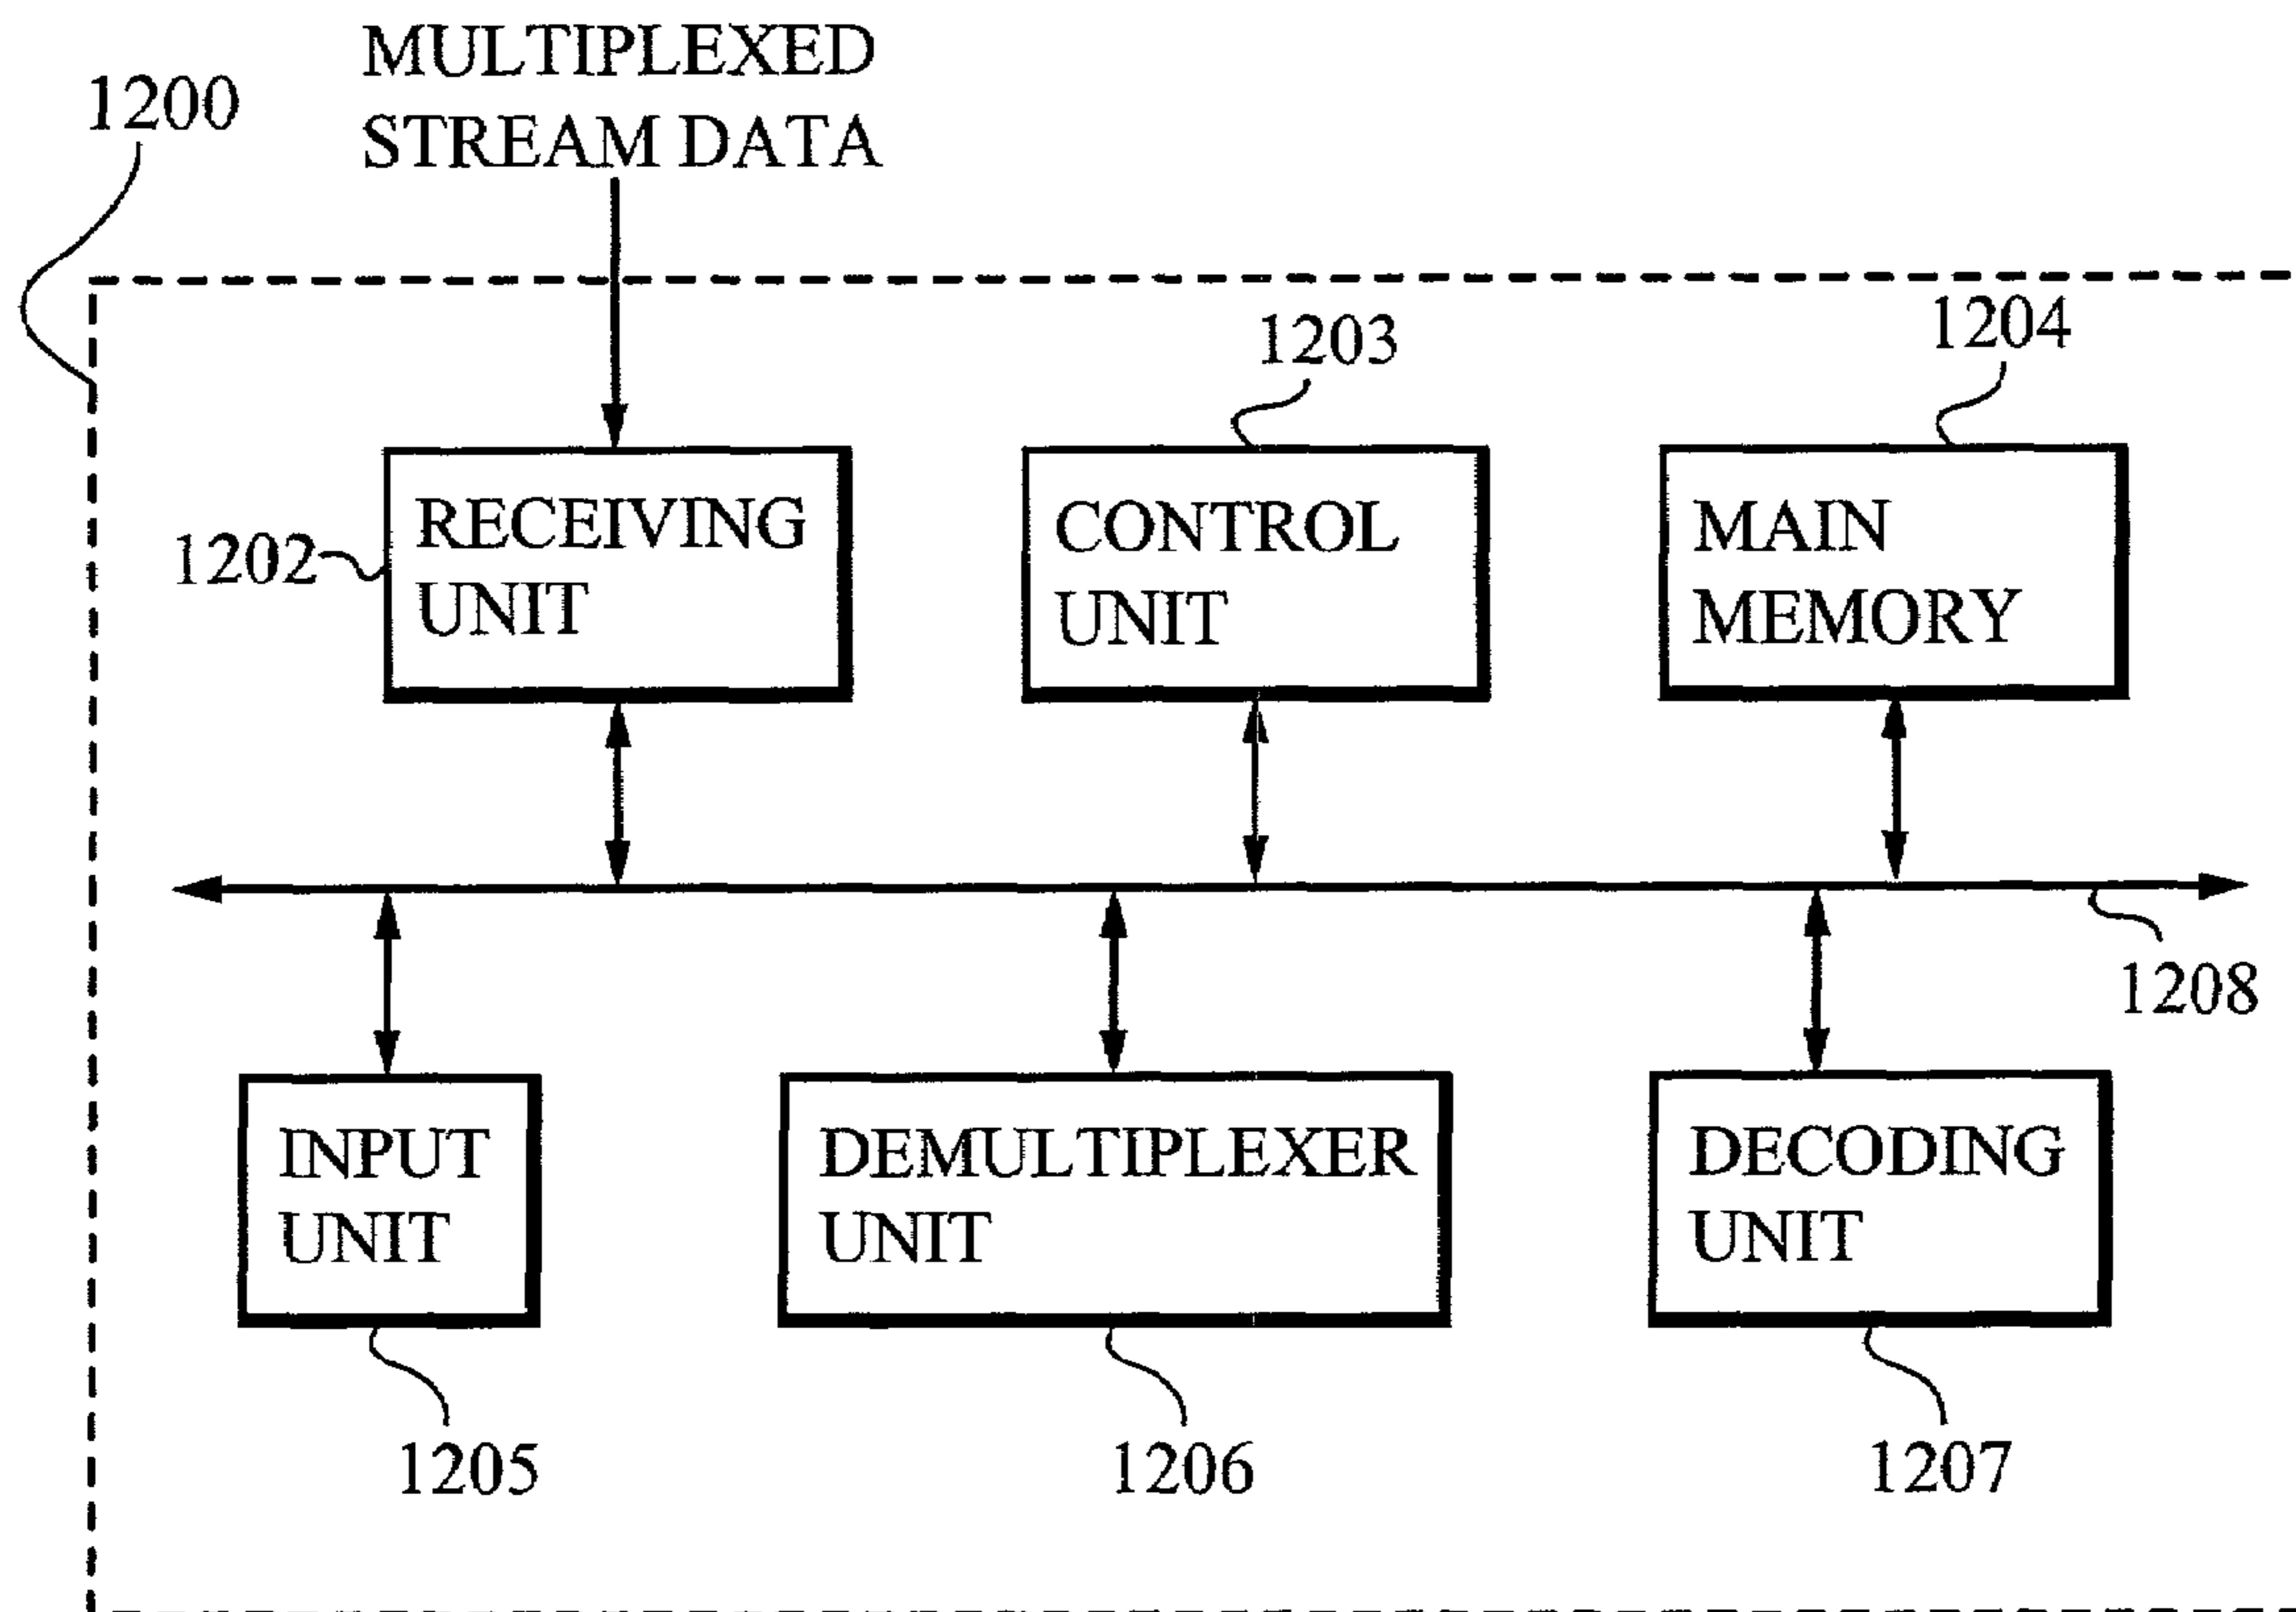 MULTIPLEXED
STREAM DATA
1200
1203
1204
RECEIVING
UNIT
1202
CONTROL
UNIT
MAIN
MEMORY
1208
INPUT
UNIT
DEMULTIPLEXER
UNIT
DECODING
UNIT
1205
1206
1207